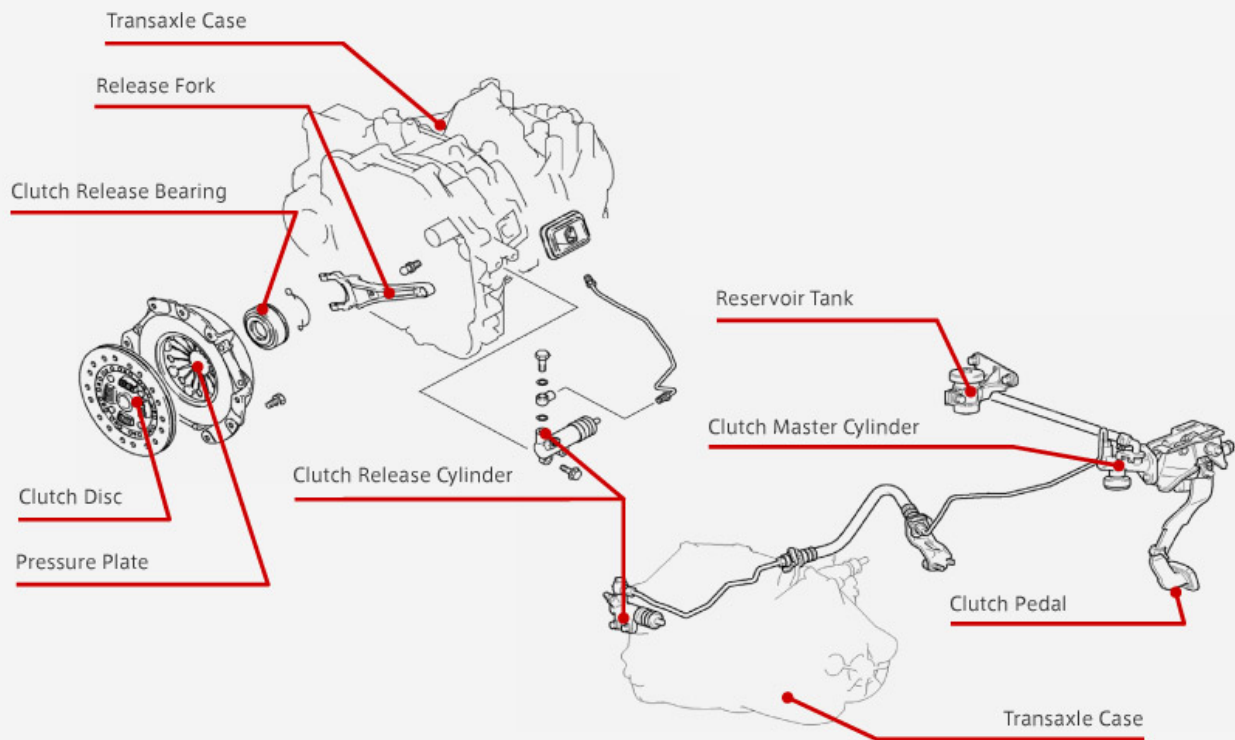 Transaxle Case
Release Fork
Clutch Release Bearing
Reservoir Tank
Clutch Master Cylinder
Clutch Release Cylinder
Clutch Disc
Pressure Plate
Clutch Pedal
Transaxle Case